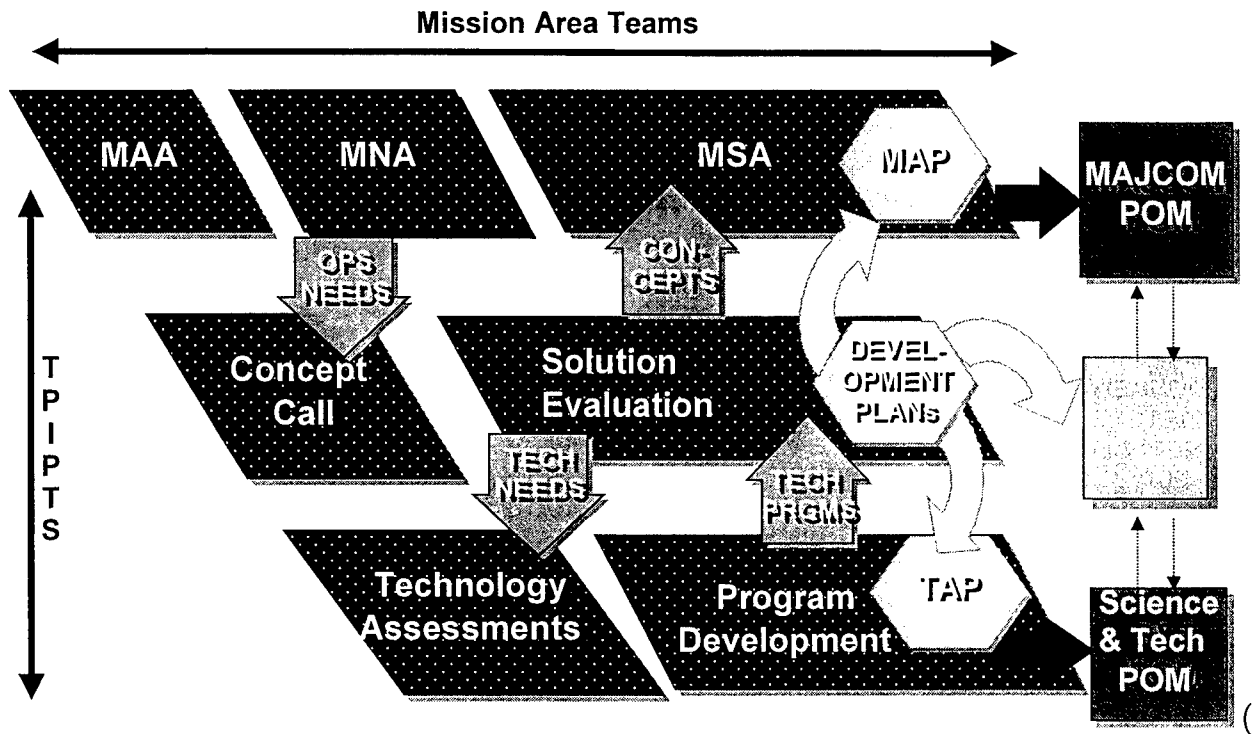 Mission Area Teams
MAA
MNA
MSA
MAP
MAJCOM
POM
OPS
NEEDS
CON-
CEPTS
T
P
I
P
T
S
Concept
Call
Solution
Evaluation
DEVEL-
OPMENT
PLANs
TECH
NEEDS
TECH
PRGMS
Technology
Assessments
Program
Development
TAP
Science
& Tech
POM
(